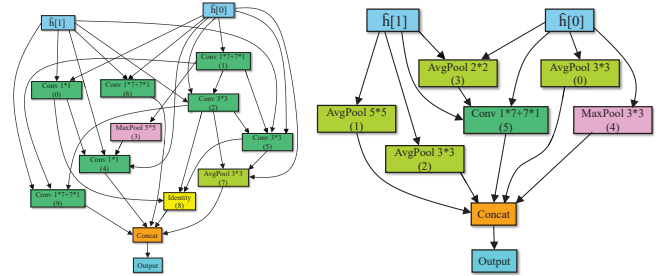 ĥ[1]
ĥ[0]
Conv 1*7+7*1
(1)
Conv 1*1
(0)
Conv 1*7+7*1
(6)
Conv 3*3
(2)
MaxPool 5*5
(3)
Conv 3*3
(5)
Conv 1*1
(4)
AvgPool 3*3
(7)
Conv 1*7+7*1
(9)
Identity
(8)
Concat
Output
ĥ[1]
ĥ[0]
AvgPool 2*2
(3)
AvgPool 3*3
(0)
AvgPool 5*5
(1)
Conv 1*7+7*1
(5)
MaxPool 3*3
(4)
AvgPool 3*3
(2)
Concat
Output